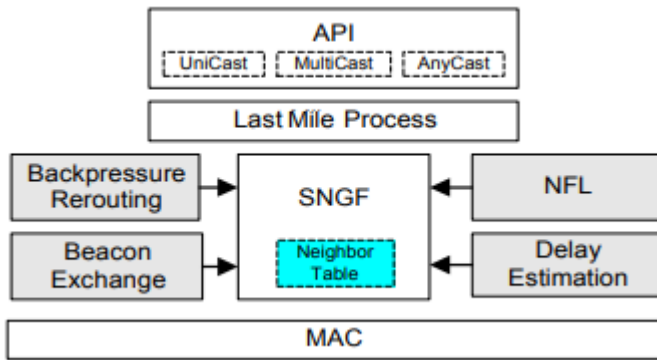 API
UniCast MultiCast AnyCast
Last Mile Process
Backpressure
Rerouting
SNGF
NFL
Beacon
Exchange
Neighbor
Table
Delay
Estimation
MAC